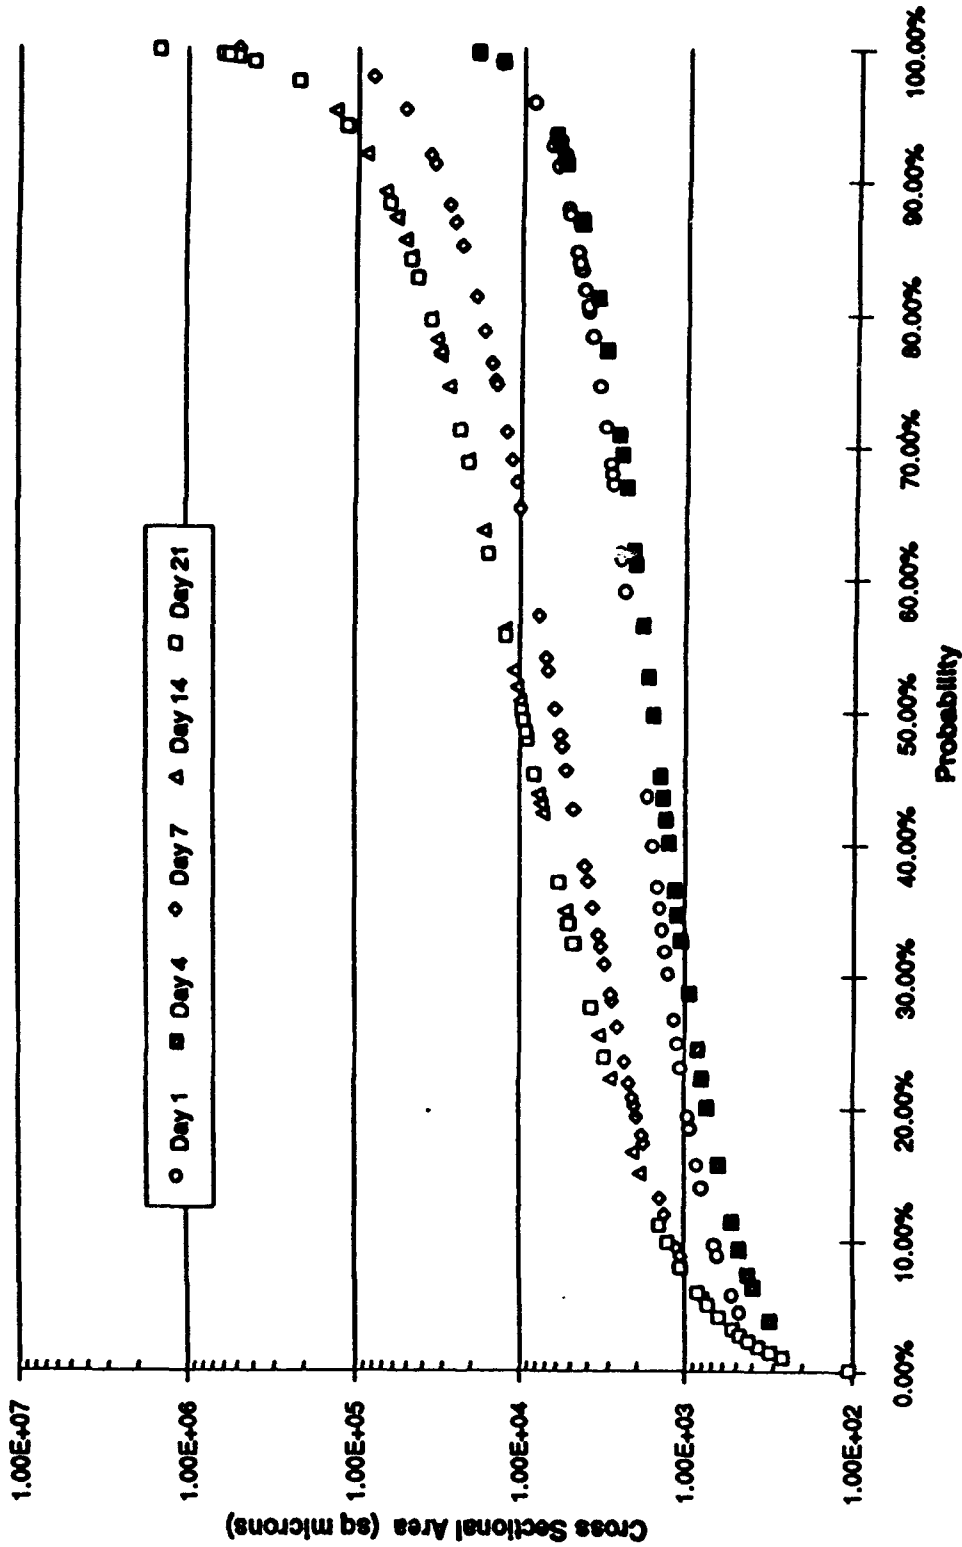 Cross Sectional Area (sq microns)
1.00E+07
1.00E+06
1.00E+05
1.00E+04
1.00E+03
1.00E+02
Day 1 Day 4 Day 7 Day 14 Day 21
0.00% 10.00% 20.00% 30.00% 40.00% 50.00% 60.00% 70.00% 80.00% 90.00% 100.00%
Probability